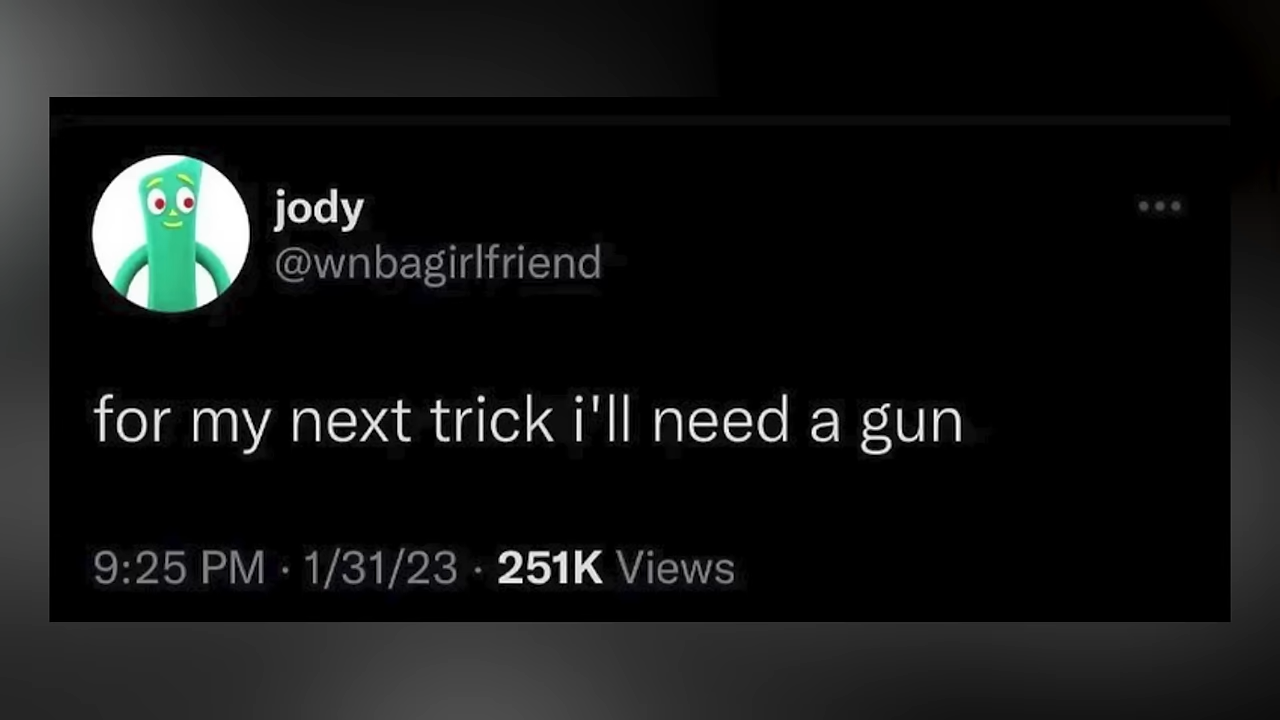 jody
@wnbagirlfriend
for my next trick i'll need a gun
9:25 PM · 1/31/23 · 251K Views